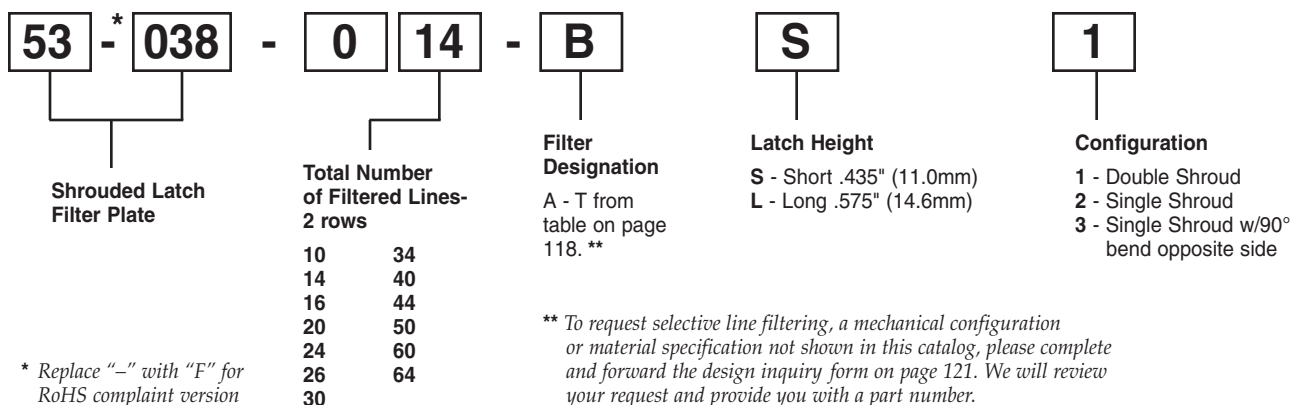 53 -* 038 - 0 14 - B S 1
Shrouded Latch
Filter Plate
Total Number
of Filtered Lines-
2 rows
10 34
14 40
16 44
20 50
24 60
26 64
30
Filter
Designation
A - T from
table on page
118. **
Latch Height
S - Short .435" (11.0mm)
L - Long .575" (14.6mm)
Configuration
1 - Double Shroud
2 - Single Shroud
3 - Single Shroud w/90°
bend opposite side
* Replace “–” with “F” for
RoHS complaint version
** To request selective line filtering, a mechanical configuration
or material specification not shown in this catalog, please complete
and forward the design inquiry form on page 121. We will review
your request and provide you with a part number.